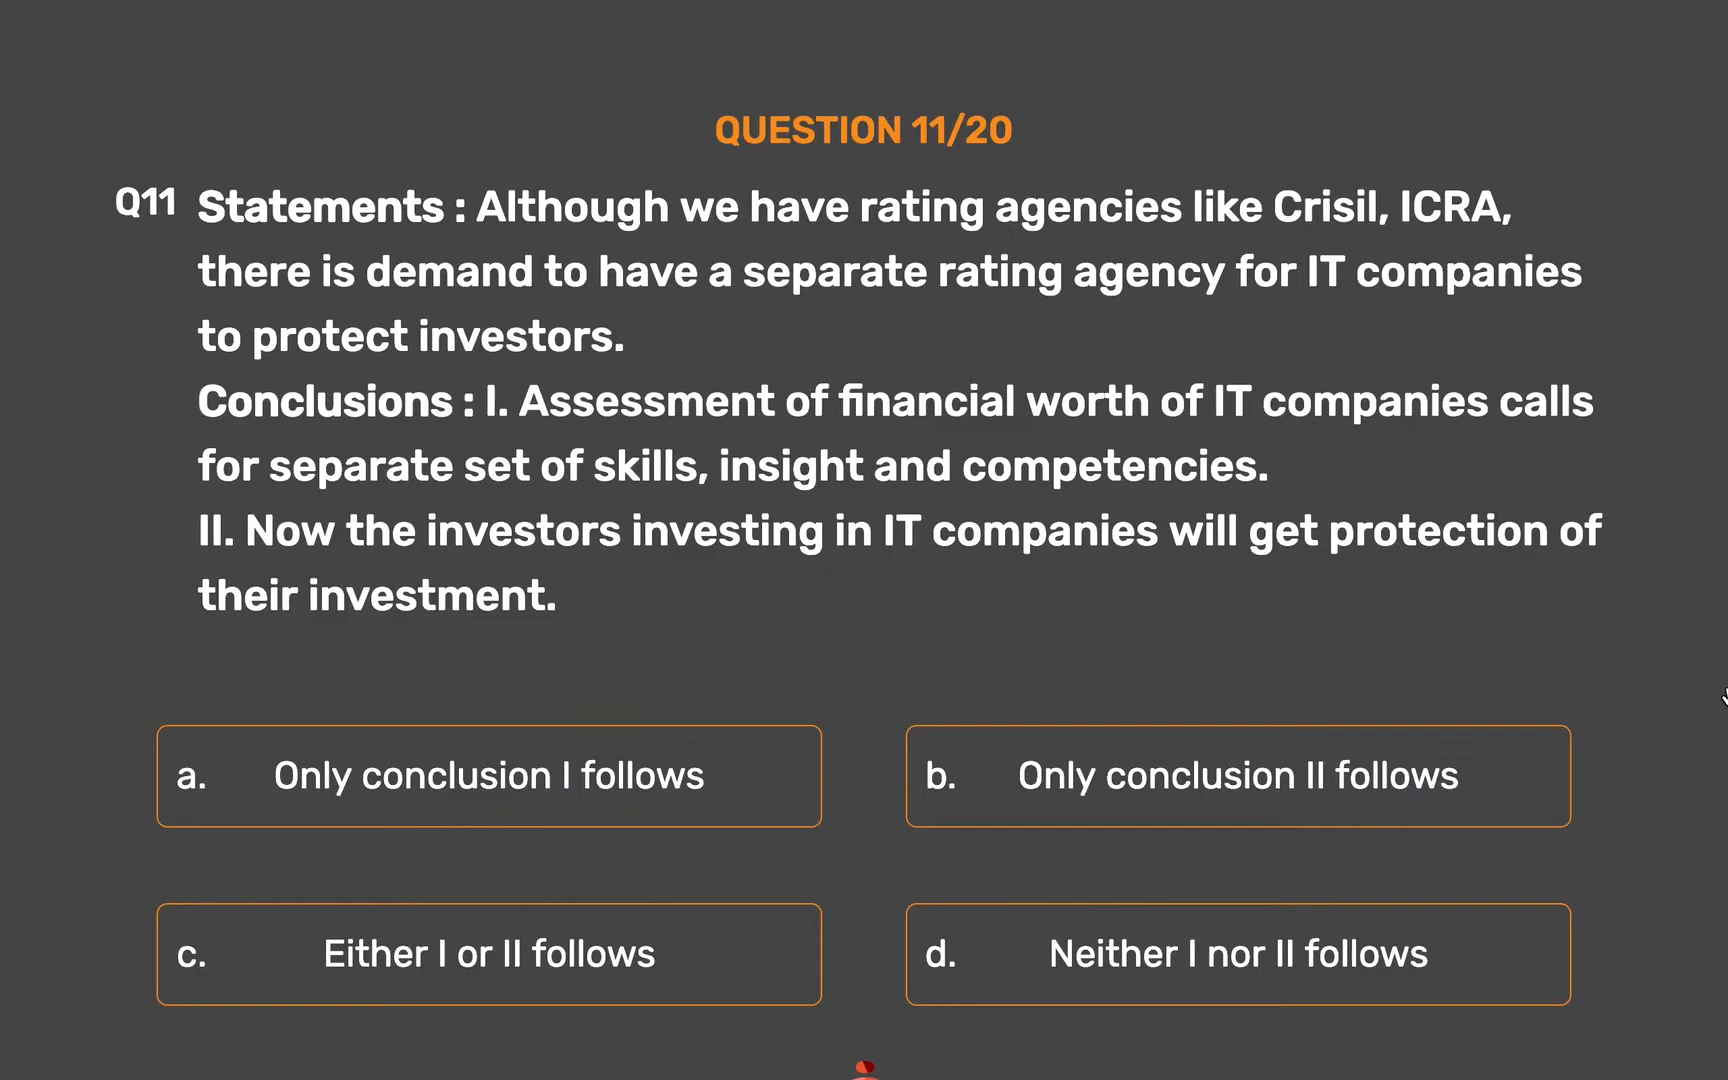 QUESTION 11/20
Q11 Statements : Although we have rating agencies like Crisil, ICRA,
there is demand to have a separate rating agency for IT companies
to protect investors.
Conclusions : I. Assessment of financial worth of IT companies calls
for separate set of skills, insight and competencies.
II. Now the investors investing in IT companies will get protection of
their investment.
a. Only conclusion I follows
b. Only conclusion II follows
c. Either I or II follows
d. Neither I nor II follows